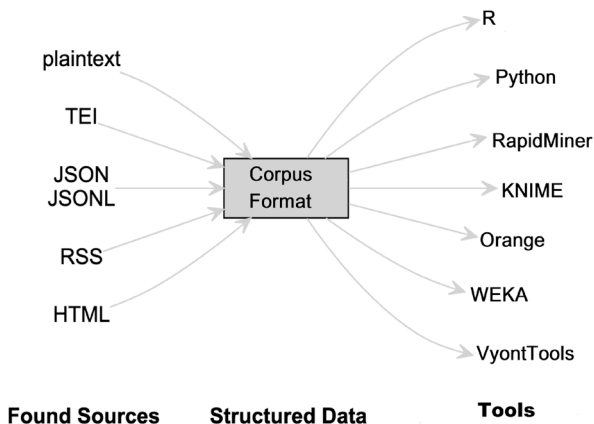 plaintext
TEI
JSON
JSONL
RSS
HTML
Corpus
Format
R
Python
RapidMiner
KNIME
Orange
WEKA
VyontTools
Found Sources
Structured Data
Tools